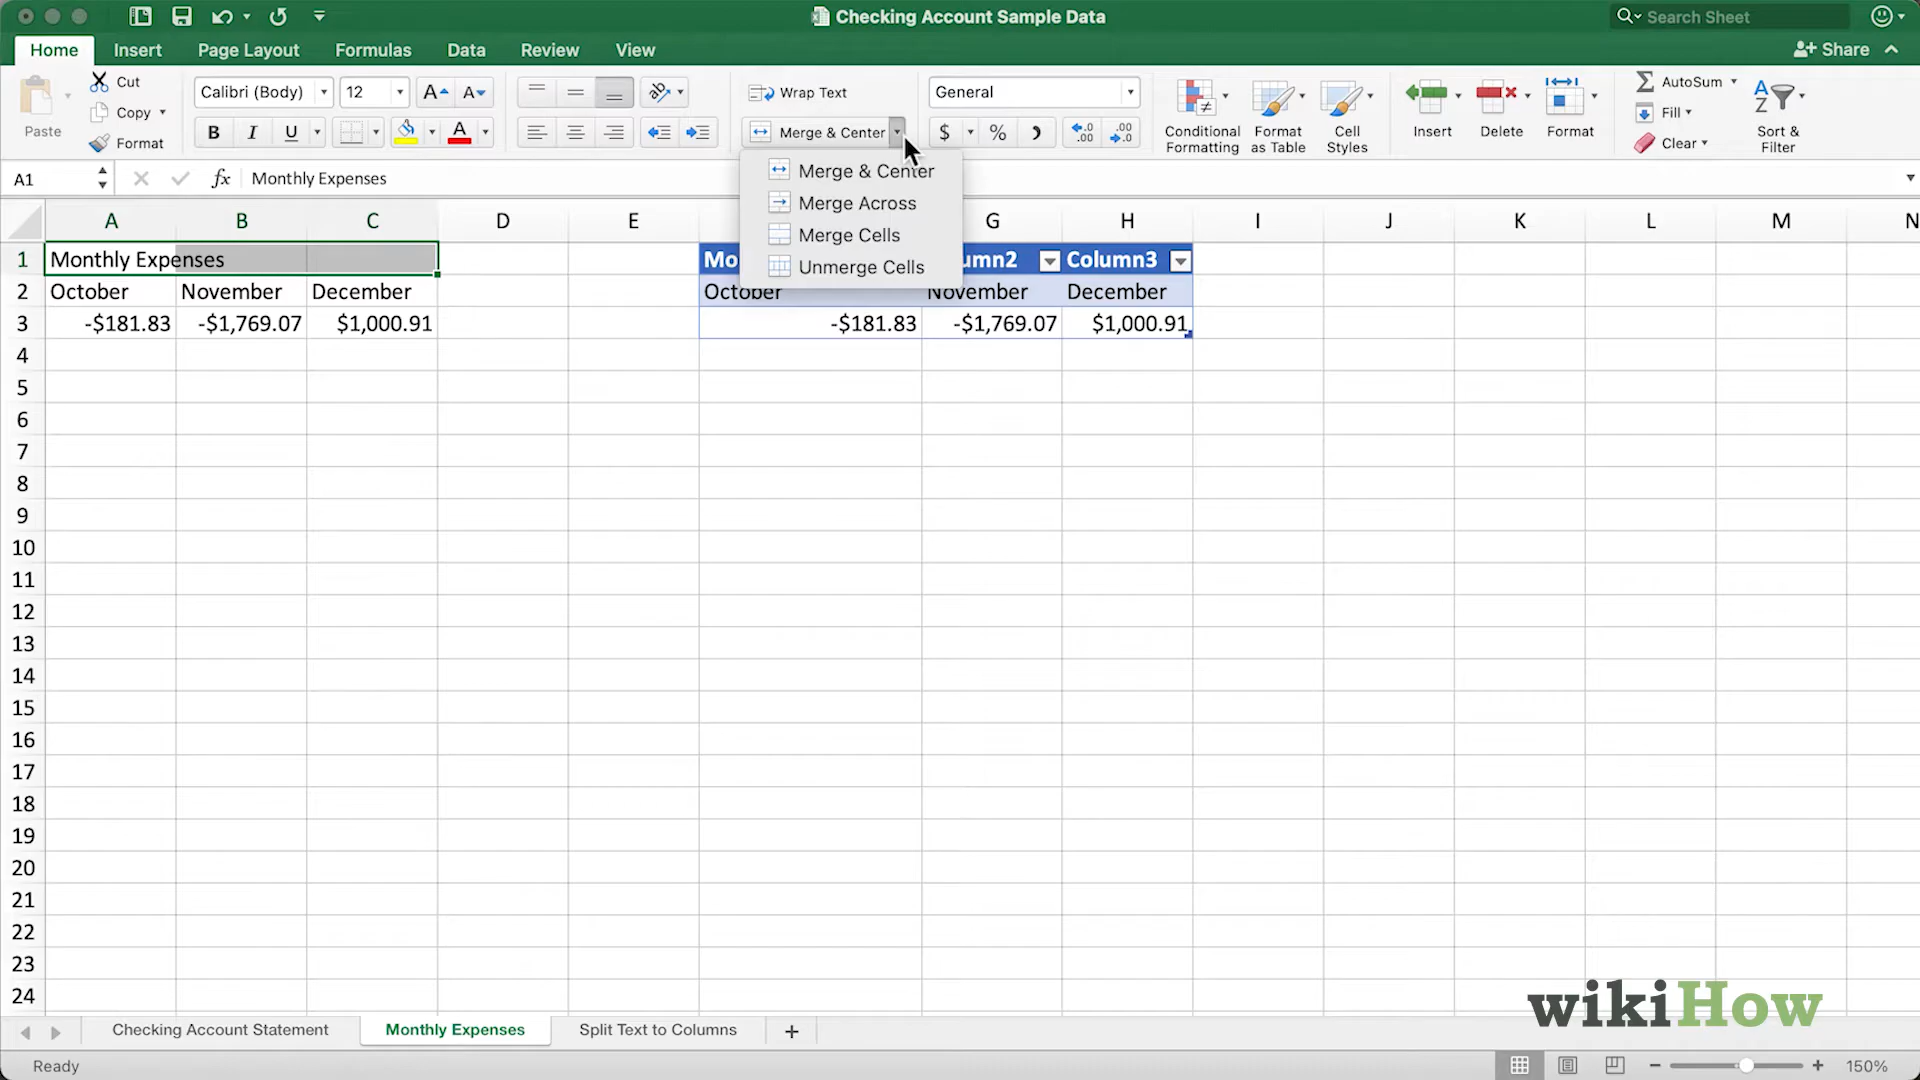 Checking Account Sample Data
Search Sheet
Home Insert Page Layout Formulas Data Review View Share
Paste
Cut
Copy
Format
Calibri (Body) 12 A A
B I U A
Wrap Text
Merge & Center
General
$ % )
Conditional Formatting
Format as Table
Cell Styles
Insert
Delete
Format
AutoSum
Fill
Clear
Sort & Filter
A1 fx Monthly Expenses
Merge & Center
Merge Across
Merge Cells
Unmerge Cells
A B C D E G H I J K L M N
1 Monthly Expenses Mo umn2 Column3
2 October November December October November December
3 -$181.83 -$1,769.07 $1,000.91 -$181.83 -$1,769.07 $1,000.91
4
5
6
7
8
9
10
11
12
13
14
15
16
17
18
19
20
21
22
23
24
wikiHow
Checking Account Statement Monthly Expenses Split Text to Columns +
Ready 150%